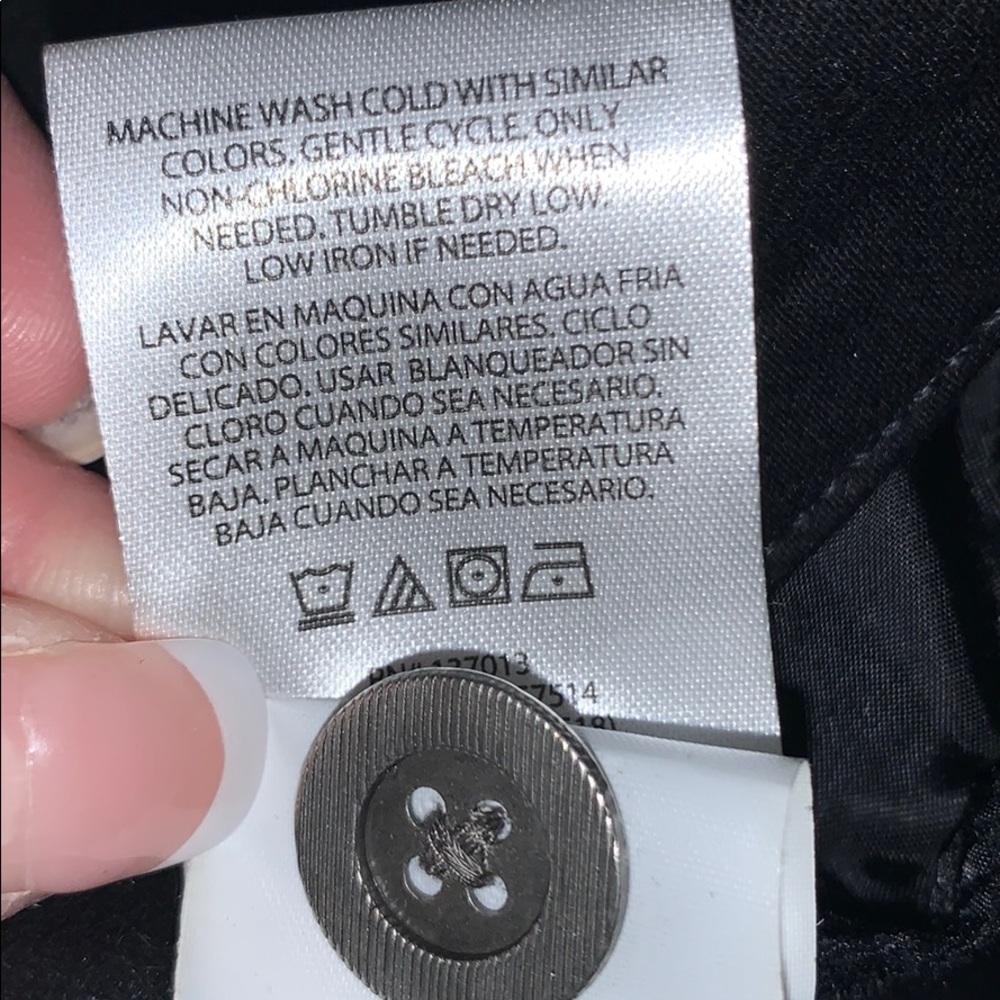 MACHINE WASH COLD WITH SIMILAR
COLORS. GENTLE CYCLE. ONLY
NON-CHLORINE BLEACH WHEN
NEEDED. TUMBLE DRY LOW.
LOW IRON IF NEEDED.
LAVAR EN MAQUINA CON AGUA FRIA
CON COLORES SIMILARES. CICLO
DELICADO. USAR BLANQUEADOR SIN
CLORO CUANDO SEA NECESARIO.
SECAR A MAQUINA A TEMPERATURA
BAJA. PLANCHAR A TEMPERATURA
BAJA CUANDO SEA NECESARIO.
137013